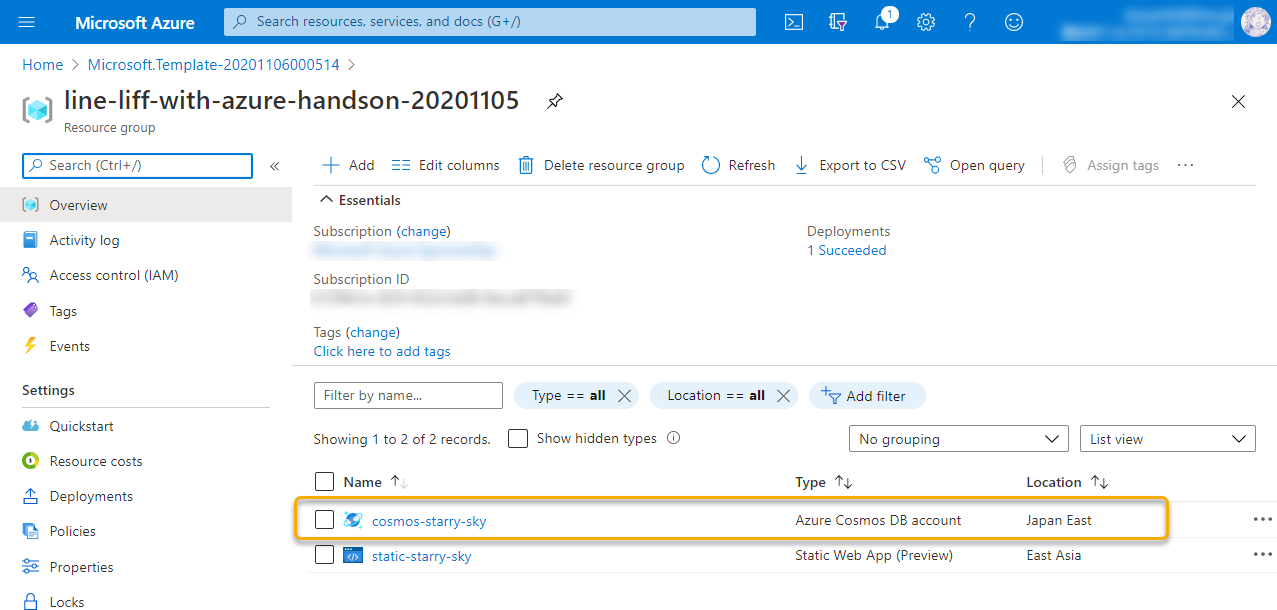 Microsoft Azure
Search resources, services, and docs (G+/)
1
Home > Microsoft.Template-20201106000514 >
line-liff-with-azure-handson-20201105
Resource group
Search (Ctrl+/)
Add
Edit columns
Delete resource group
Refresh
Export to CSV
Open query
Assign tags
Overview
Activity log
Access control (IAM)
Tags
Events
Settings
Quickstart
Resource costs
Deployments
Policies
Properties
Locks
Essentials
Subscription (change)
Deployments
1 Succeeded
Subscription ID
Tags (change)
Click here to add tags
Filter by name...
Type == all
Location == all
Add filter
Showing 1 to 2 of 2 records.
Show hidden types
No grouping
List view
Name Type Location
cosmos-starry-sky Azure Cosmos DB account Japan East
static-starry-sky Static Web App (Preview) East Asia